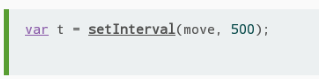 var t = setInterval(move, 500);